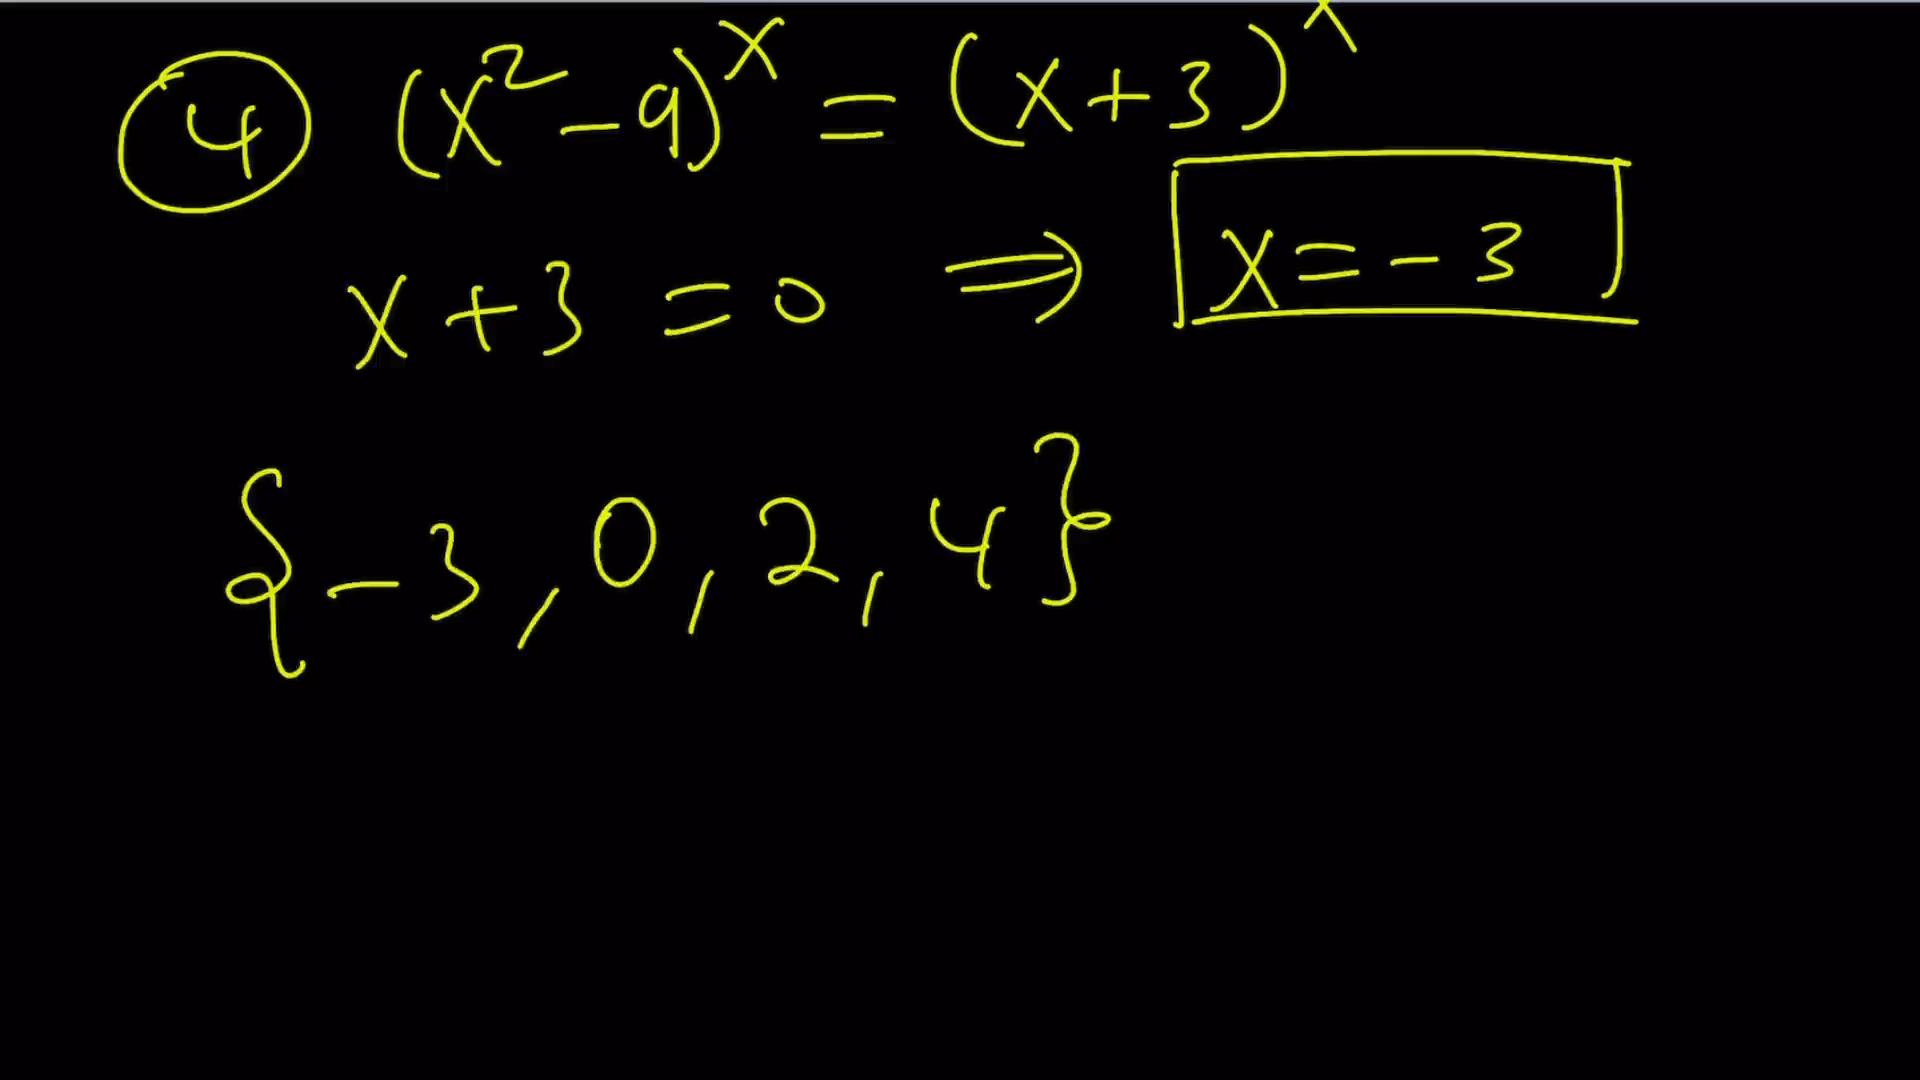 4 (x²-9)ˣ = (x+3)ˣ
x+3 = 0 ⇒ x = -3
{-3, 0, 2, 4}